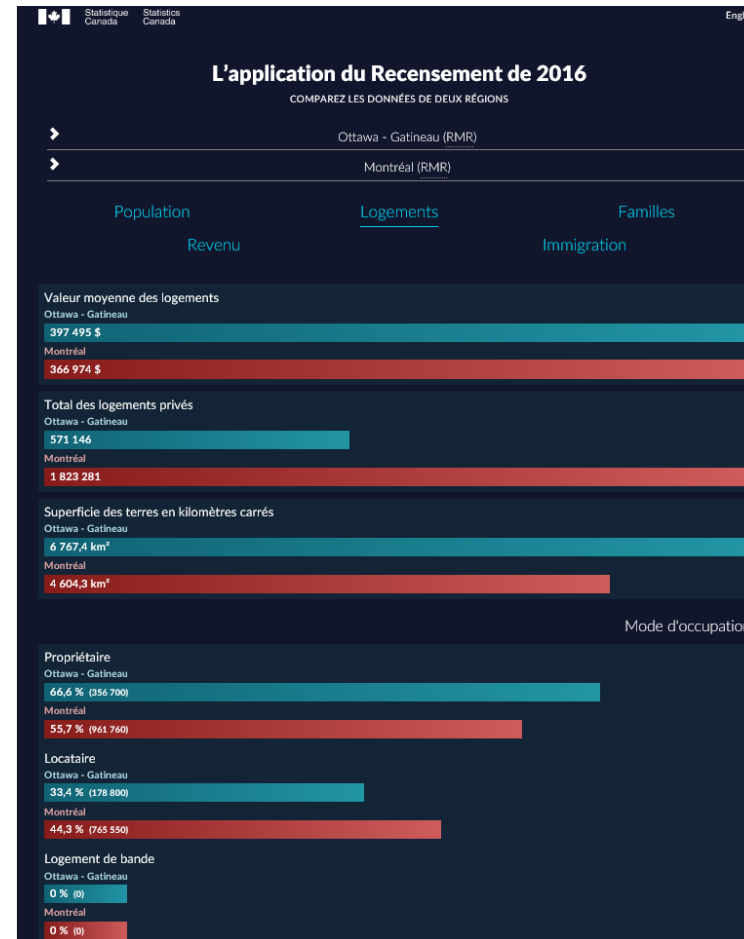 Statistique Statistics
Canada Canada
L'application du Recensement de 2016
COMPAREZ LES DONNÉES DE DEUX RÉGIONS
Ottawa - Gatineau (RMR)
Montréal (RMR)
Population Logements Familles
Revenu Immigration
Valeur moyenne des logements
Ottawa - Gatineau
397 495 $
Montréal
366 974 $
Total des logements privés
Ottawa - Gatineau
571 146
Montréal
1 823 281
Superficie des terres en kilomètres carrés
Ottawa - Gatineau
6 767,4 km²
Montréal
4 604,3 km²
Mode d'occupation
Propriétaire
Ottawa - Gatineau
66,6 % (356 700)
Montréal
55,7 % (961 760)
Locataire
Ottawa - Gatineau
33,4 % (178 800)
Montréal
44,3 % (765 550)
Logement de bande
Ottawa - Gatineau
0 % (0)
Montréal
0 % (0)